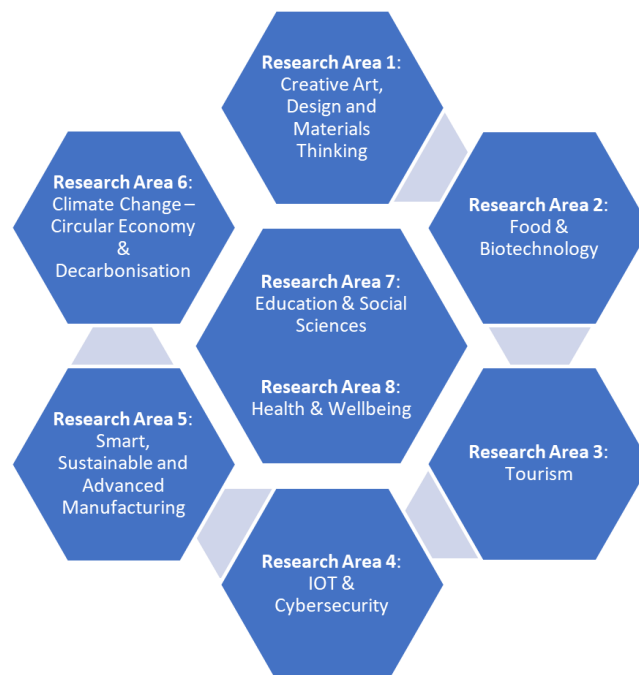 Research Area 1:
Creative Art,
Design and
Materials
Thinking
Research Area 2:
Food &
Biotechnology
Research Area 3:
Tourism
Research Area 4:
IOT &
Cybersecurity
Research Area 5:
Smart,
Sustainable and
Advanced
Manufacturing
Research Area 6:
Climate Change –
Circular Economy
&
Decarbonisation
Research Area 7:
Education & Social
Sciences
Research Area 8:
Health & Wellbeing